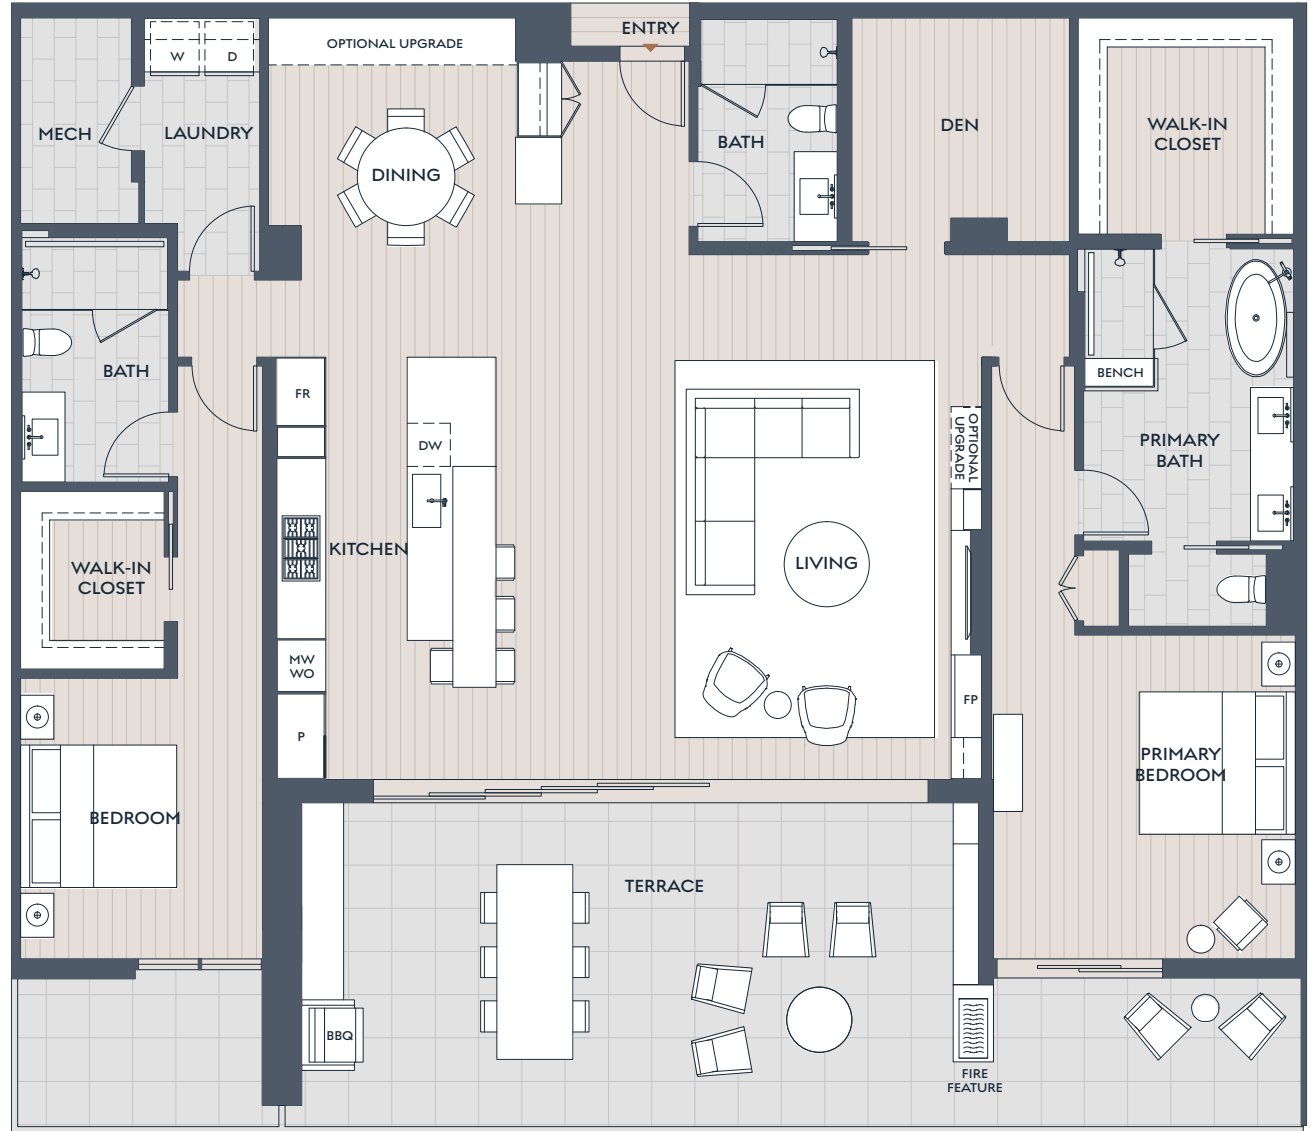 ENTRY
OPTIONAL UPGRADE
W
D
MECH
LAUNDRY
DINING
BATH
DEN
WALK-IN
CLOSET
BATH
FR
DW
BENCH
OPTIONAL
UPGRADE
PRIMARY
BATH
KITCHEN
LIVING
WALK-IN
CLOSET
MW
WO
FP
P
PRIMARY
BEDROOM
BEDROOM
TERRACE
BBQ
FIRE
FEATURE